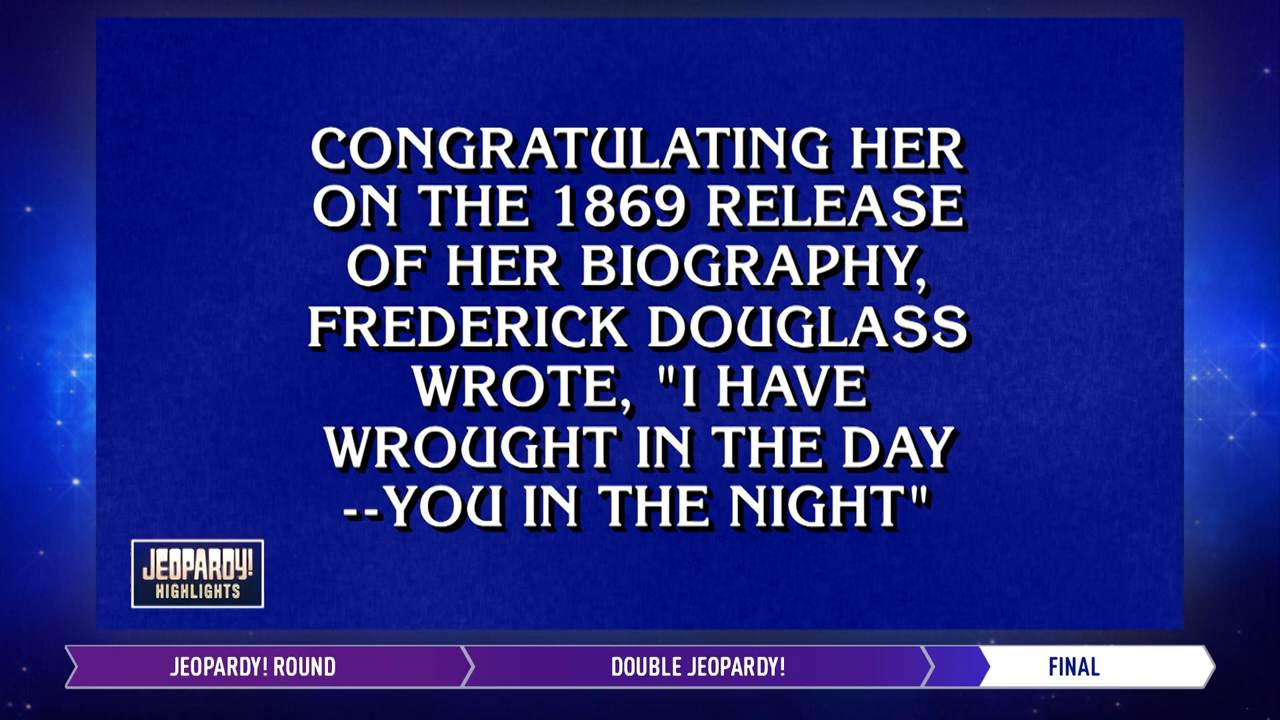 CONGRATULATING HER
ON THE 1869 RELEASE
OF HER BIOGRAPHY,
FREDERICK DOUGLASS
WROTE, "I HAVE
WROUGHT IN THE DAY
--YOU IN THE NIGHT"
JEOPARDY!
HIGHLIGHTS
JEOPARDY! ROUND
DOUBLE JEOPARDY!
FINAL